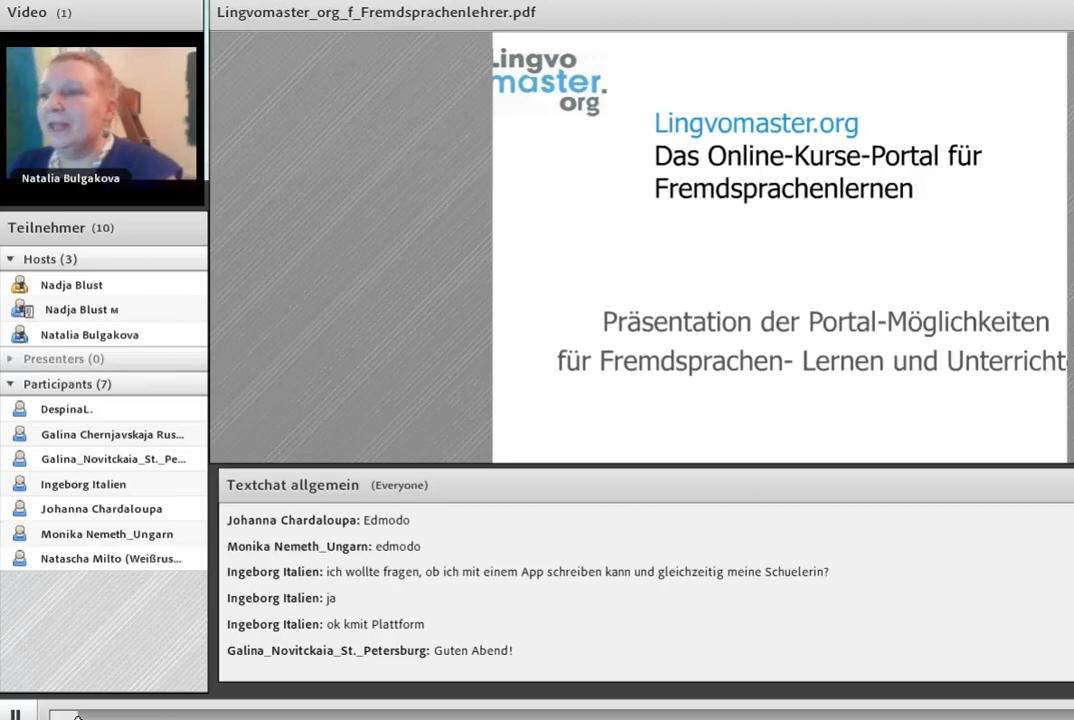 Video (1)
Natalia Bulgakova
Teilnehmer (10)
Hosts (3)
Nadja Blust
Nadja Blust м
Natalia Bulgakova
Presenters (0)
Participants (7)
DespinaL.
Galina Chernjavskaja Rus...
Galina_Novitckaia_St._Pe...
Ingeborg Italien
Johanna Chardaloupa
Monika Nemeth_Ungarn
Natascha Milto (Weißrus...
Lingvomaster_org_f_Fremdsprachenlehrer.pdf
Lingvo
master.
org
Lingvomaster.org
Das Online-Kurse-Portal für
Fremdsprachenlernen
Präsentation der Portal-Möglichkeiten
für Fremdsprachen- Lernen und Unterricht
Textchat allgemein (Everyone)
Johanna Chardaloupa: Edmodo
Monika Nemeth_Ungarn: edmodo
Ingeborg Italien: ich wollte fragen, ob ich mit einem App schreiben kann und gleichzeitig meine Schuelerin?
Ingeborg Italien: ja
Ingeborg Italien: ok kmit Plattform
Galina_Novitckaia_St._Petersburg: Guten Abend!